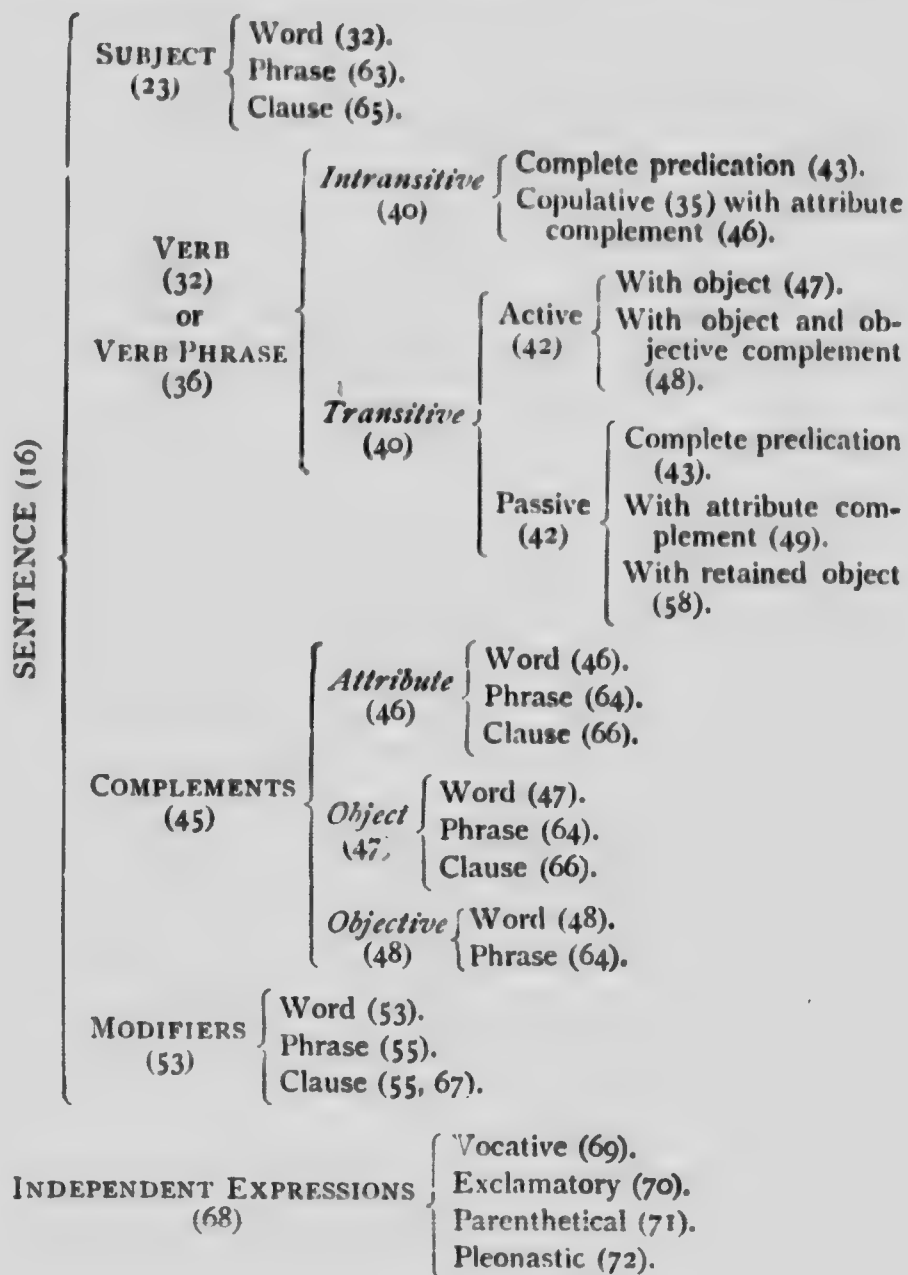 SENTENCE (16)
SUBJECT
(23)
Word (32).
Phrase (63).
Clause (65).
VERB
(32)
or
VERB PHRASE
(36)
Intransitive
(40)
Complete predication (43).
Copulative (35) with attribute
complement (46).
Transitive
(40)
Active
(42)
With object (47).
With object and ob-
jective complement
(48).
Passive
(42)
Complete predication
(43).
With attribute com-
plement (49).
With retained object
(58).
COMPLEMENTS
(45)
Attribute
(46)
Word (46).
Phrase (64).
Clause (66).
Object
(47)
Word (47).
Phrase (64).
Clause (66).
Objective
(48)
Word (48).
Phrase (64).
MODIFIERS
(53)
Word (53).
Phrase (55).
Clause (55, 67).
INDEPENDENT EXPRESSIONS
(68)
Vocative (69).
Exclamatory (70).
Parenthetical (71).
Pleonastic (72).